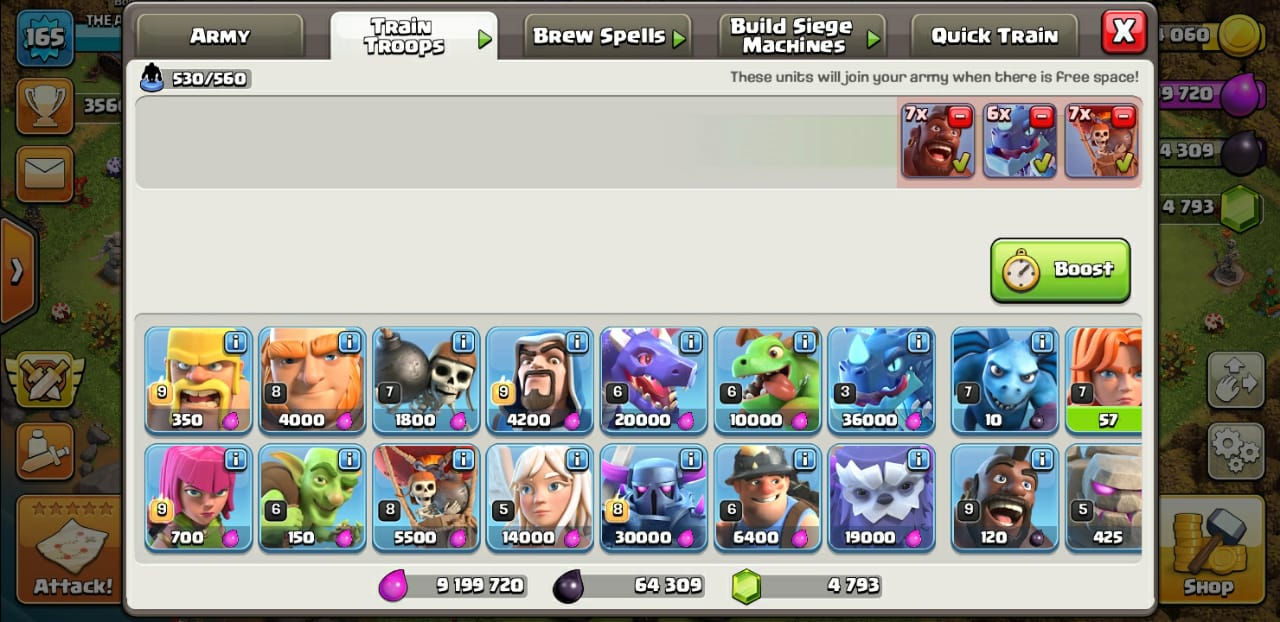 165
THE A
Army
Train
Troops
Brew Spells
Build Siege
Machines
Quick Train
X
060
530/560
These units will join your army when there is free space!
356
9 720
7x
6x
7x
4 309
4 793
Boost
9
350
8
4000
7
1800
9
4200
6
20000
6
10000
3
36000
7
10
7
57
9
700
6
150
8
5500
5
14000
8
30000
6
6400
19000
9
120
5
425
9 199 720
64 309
4 793
Attack!
Shop